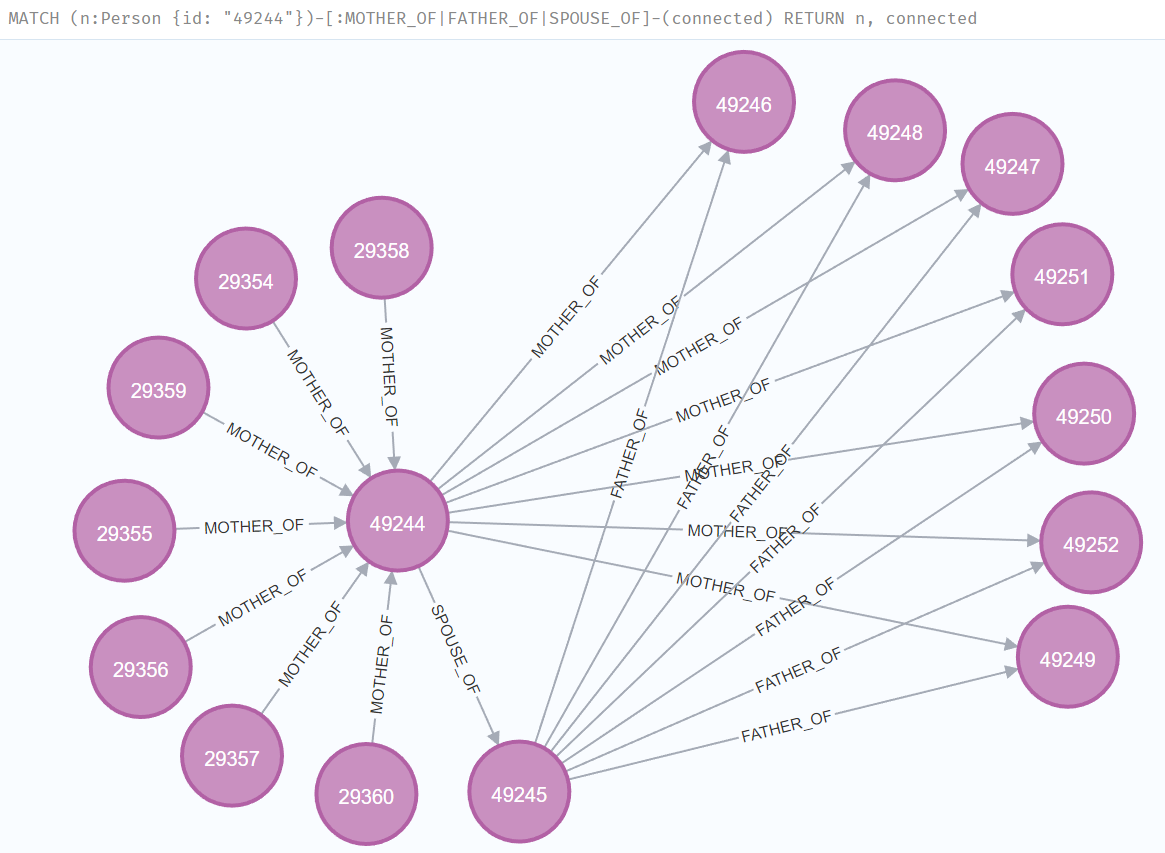 MATCH (n:Person {id: "49244"})-[:MOTHER_OF|FATHER_OF|SPOUSE_OF]-(connected) RETURN n, connected
49246
49248
49247
29358
29354
49251
MOTHER_OF
MOTHER_OF
MOTHER_OF
MOTHER_OF
MOTHER_OF
29359
MOTHER_OF
49250
MOTHER_OF
FATHER_OF
MOTHER_OF
FATHER_OF
FATHER_OF
29355
MOTHER_OF
49244
MOTHER_OF
FATHER_OF
49252
MOTHER_OF
MOTHER_OF
FATHER_OF
29356
MOTHER_OF
MOTHER_OF
SPOUSE_OF
FATHER_OF
49249
FATHER_OF
29357
29360
49245